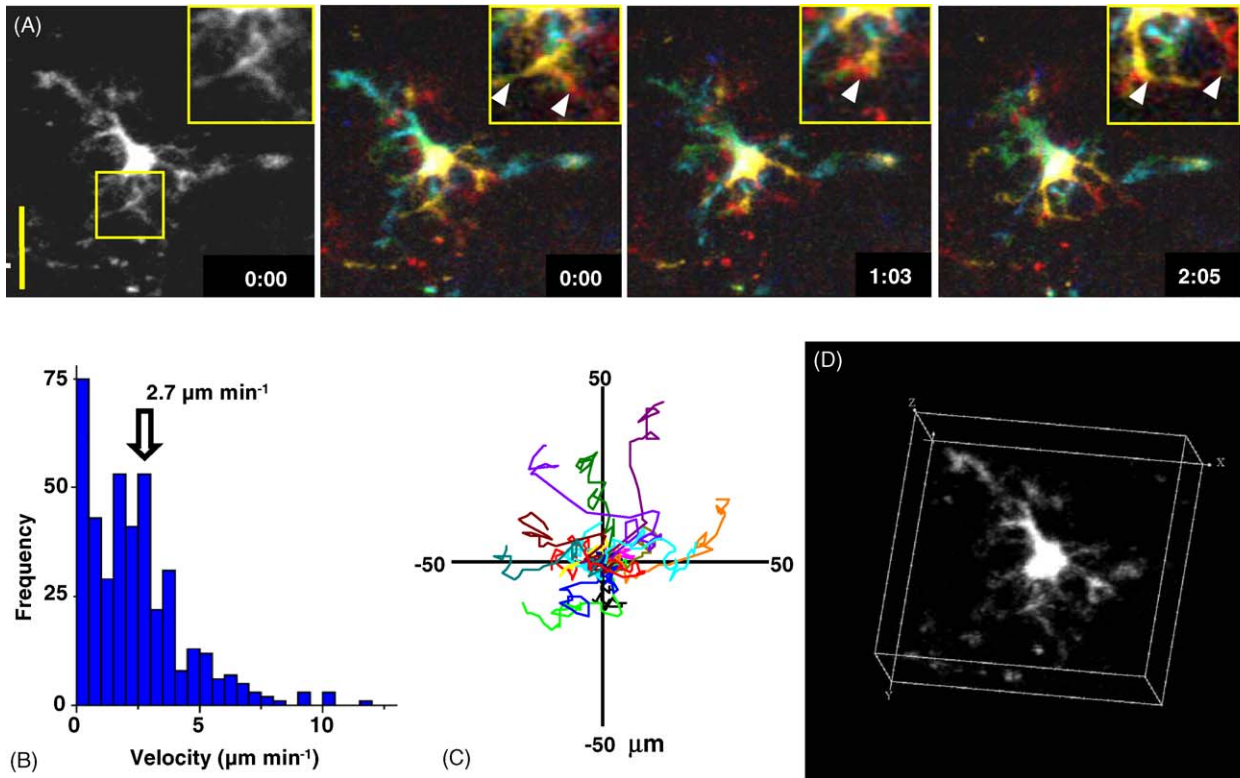 (A)
0:00
0:00
1:03
2:05
75
50
25
0
Frequency
2.7 µm min-1
0
5
10
Velocity (µm min-1)
(B)
50
-50
50
-50 µm
(C)
(D)
Z
X
Y